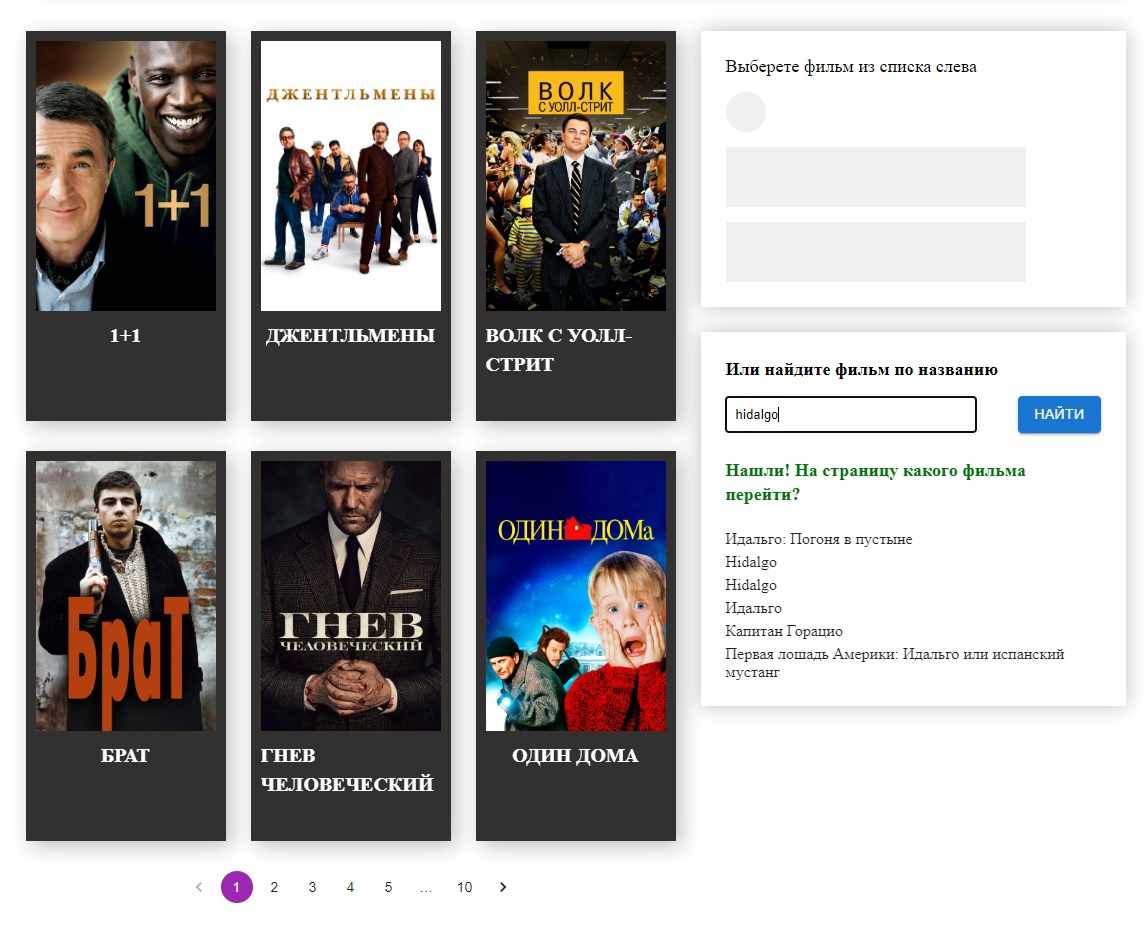 1+1
ДЖЕНТЛЬМЕНЫ
ВОЛК
С УОЛЛ-СТРИТ
1+1
ДЖЕНТЛЬМЕНЫ
ВОЛК С УОЛЛ-
СТРИТ
БраТ
ГНЕВ
ЧЕЛОВЕЧЕСКИЙ
ОДИН ДОМа
БРАТ
ГНЕВ
ЧЕЛОВЕЧЕСКИЙ
ОДИН ДОМА
‹ 1 2 3 4 5 ... 10 ›
Выберете фильм из списка слева
Или найдите фильм по названию
hidalgo
НАЙТИ
Нашли! На страницу какого фильма
перейти?
Идальго: Погоня в пустыне
Hidalgo
Hidalgo
Идальго
Капитан Горацио
Первая лошадь Америки: Идальго или испанский
мустанг